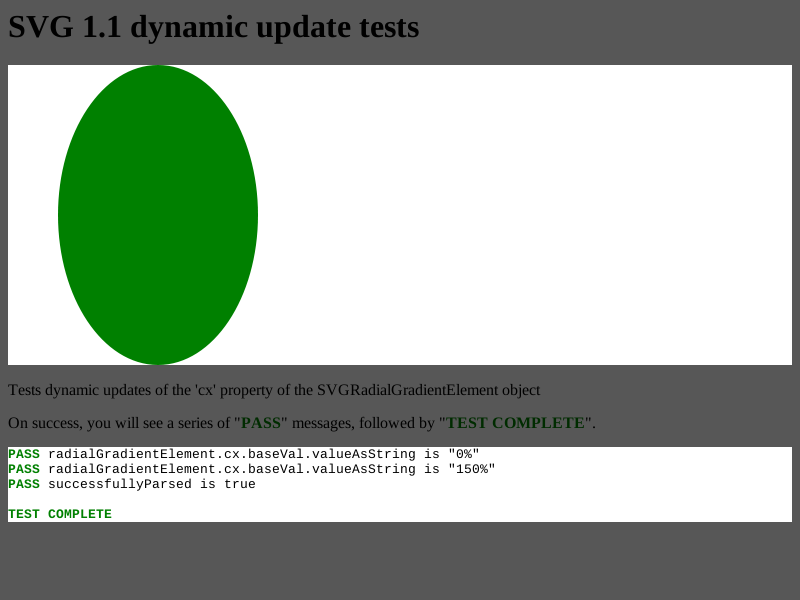 SVG 1.1 dynamic update tests
Tests dynamic updates of the 'cx' property of the SVGRadialGradientElement object
On success, you will see a series of "PASS" messages, followed by "TEST COMPLETE".
PASS radialGradientElement.cx.baseVal.valueAsString is "0%"
PASS radialGradientElement.cx.baseVal.valueAsString is "150%"
PASS successfullyParsed is true
TEST COMPLETE